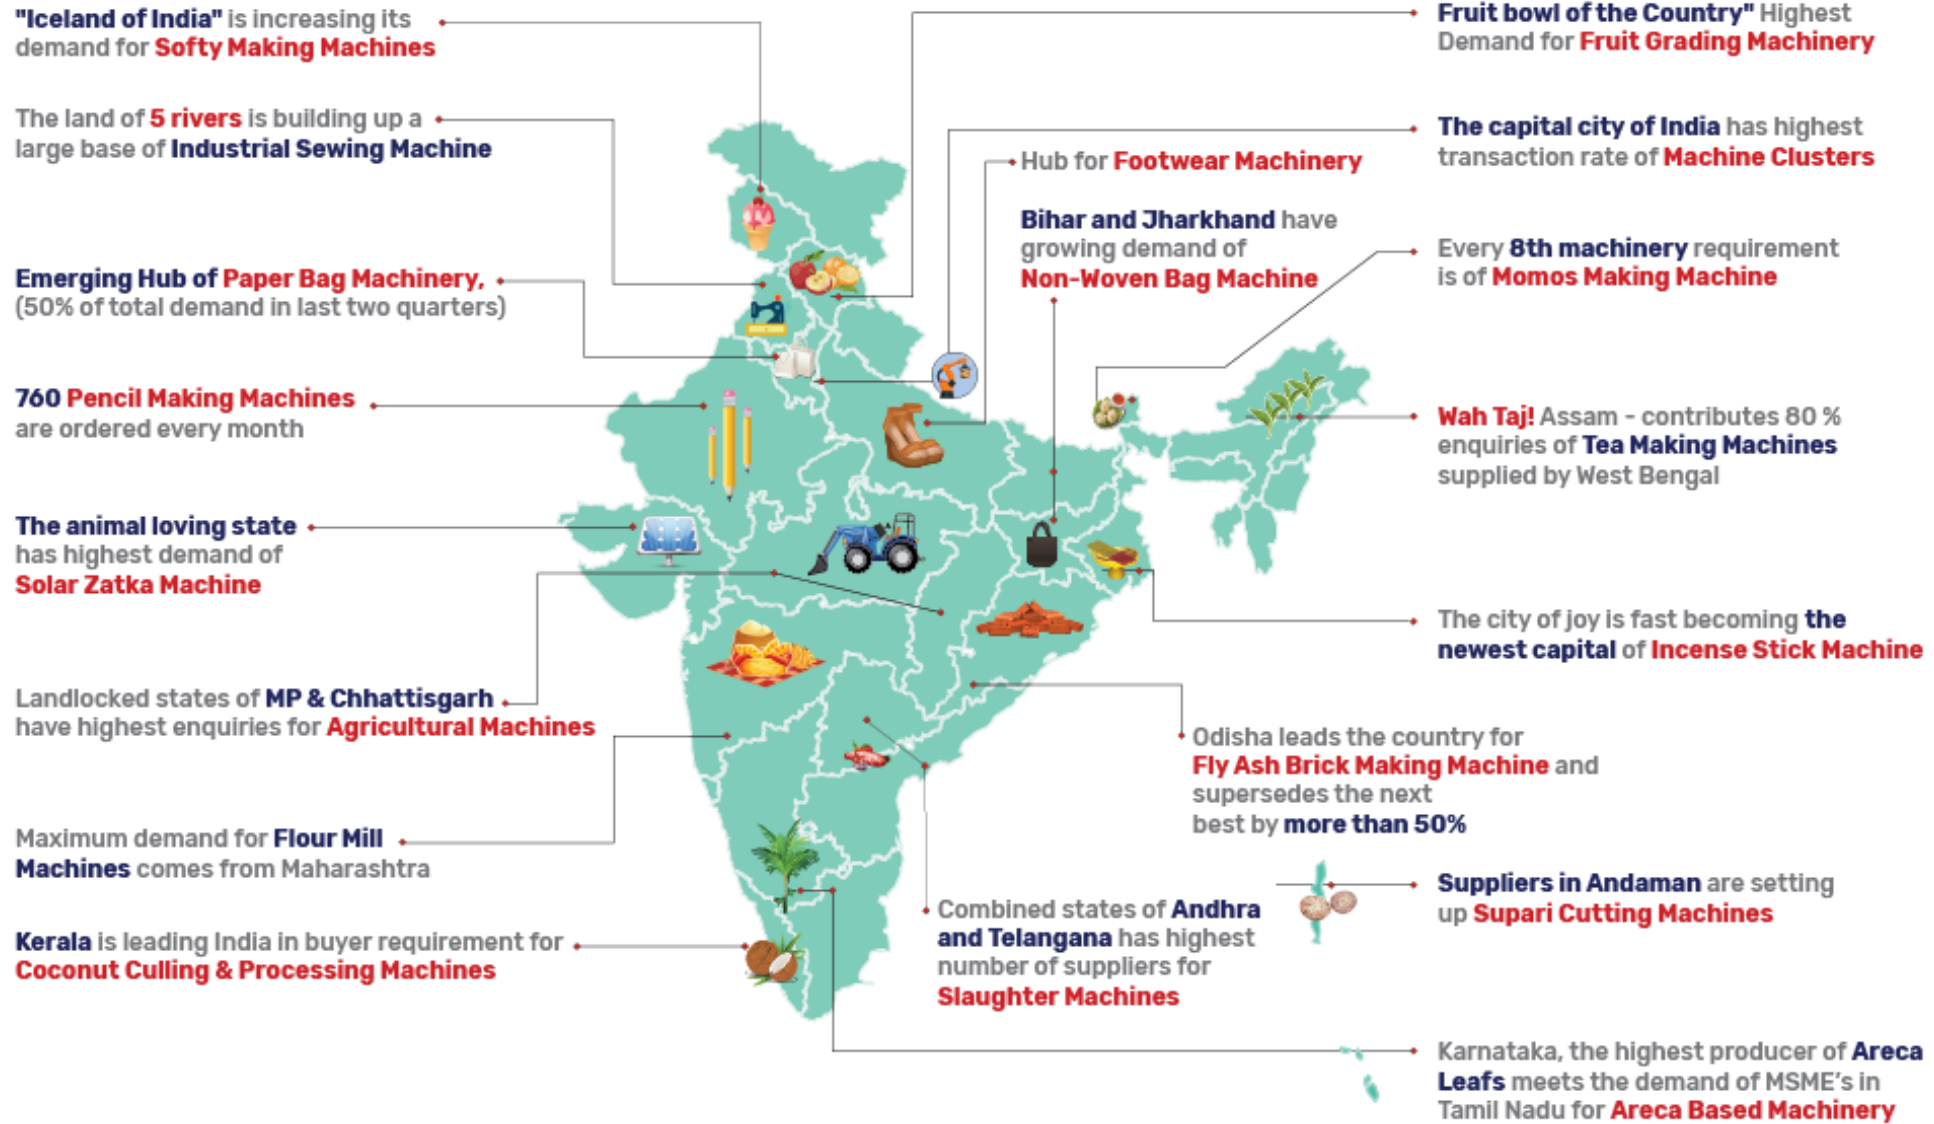 "Iceland of India" is increasing its
demand for Softy Making Machines
The land of 5 rivers is building up a
large base of Industrial Sewing Machine
Emerging Hub of Paper Bag Machinery,
(50% of total demand in last two quarters)
760 Pencil Making Machines
are ordered every month
The animal loving state
has highest demand of
Solar Zatka Machine
Landlocked states of MP & Chhattisgarh
have highest enquiries for Agricultural Machines
Maximum demand for Flour Mill
Machines comes from Maharashtra
Kerala is leading India in buyer requirement for
Coconut Culling & Processing Machines
Hub for Footwear Machinery
Bihar and Jharkhand have
growing demand of
Non-Woven Bag Machine
Combined states of Andhra
and Telangana has highest
number of suppliers for
Slaughter Machines
Odisha leads the country for
Fly Ash Brick Making Machine and
supersedes the next
best by more than 50%
Fruit bowl of the Country" Highest
Demand for Fruit Grading Machinery
The capital city of India has highest
transaction rate of Machine Clusters
Every 8th machinery requirement
is of Momos Making Machine
Wah Taj! Assam - contributes 80 %
enquiries of Tea Making Machines
supplied by West Bengal
The city of joy is fast becoming the
newest capital of Incense Stick Machine
Suppliers in Andaman are setting
up Supari Cutting Machines
Karnataka, the highest producer of Areca
Leafs meets the demand of MSME's in
Tamil Nadu for Areca Based Machinery